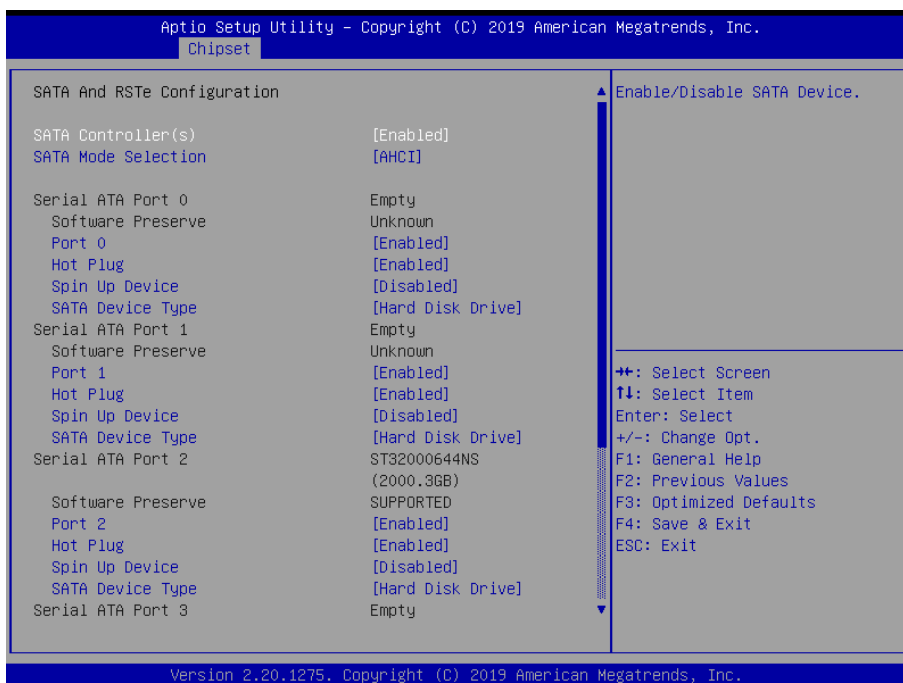 Aptio Setup Utility – Copyright (C) 2019 American Megatrends, Inc.
Chipset
SATA And RSTe Configuration
SATA Controller(s) [Enabled]
SATA Mode Selection [AHCI]
Serial ATA Port 0 Empty
Software Preserve Unknown
Port 0 [Enabled]
Hot Plug [Enabled]
Spin Up Device [Disabled]
SATA Device Type [Hard Disk Drive]
Serial ATA Port 1 Empty
Software Preserve Unknown
Port 1 [Enabled]
Hot Plug [Enabled]
Spin Up Device [Disabled]
SATA Device Type [Hard Disk Drive]
Serial ATA Port 2 ST32000644NS
(2000.3GB)
Software Preserve SUPPORTED
Port 2 [Enabled]
Hot Plug [Enabled]
Spin Up Device [Disabled]
SATA Device Type [Hard Disk Drive]
Serial ATA Port 3 Empty
Enable/Disable SATA Device.
→←: Select Screen
↑↓: Select Item
Enter: Select
+/-: Change Opt.
F1: General Help
F2: Previous Values
F3: Optimized Defaults
F4: Save & Exit
ESC: Exit
Version 2.20.1275. Copyright (C) 2019 American Megatrends, Inc.